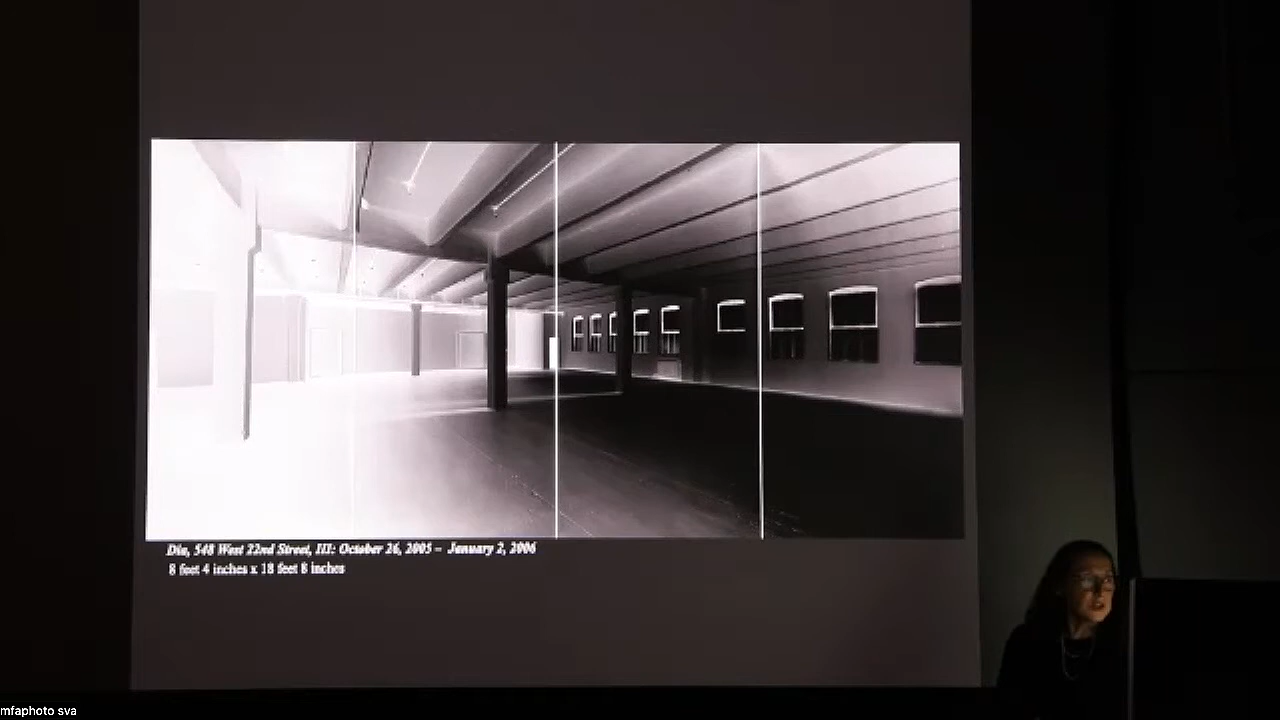 Dia, 548 West 22nd Street, III: October 26, 2005 – January 2, 2006
8 feet 4 inches x 18 feet 8 inches
mfaphoto sva